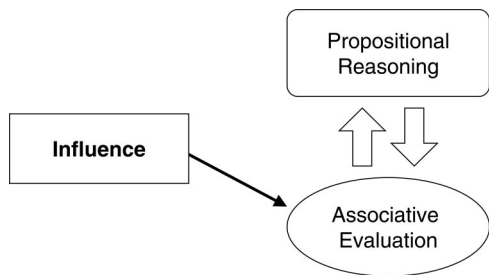 Propositional
Reasoning
Influence
Associative
Evaluation